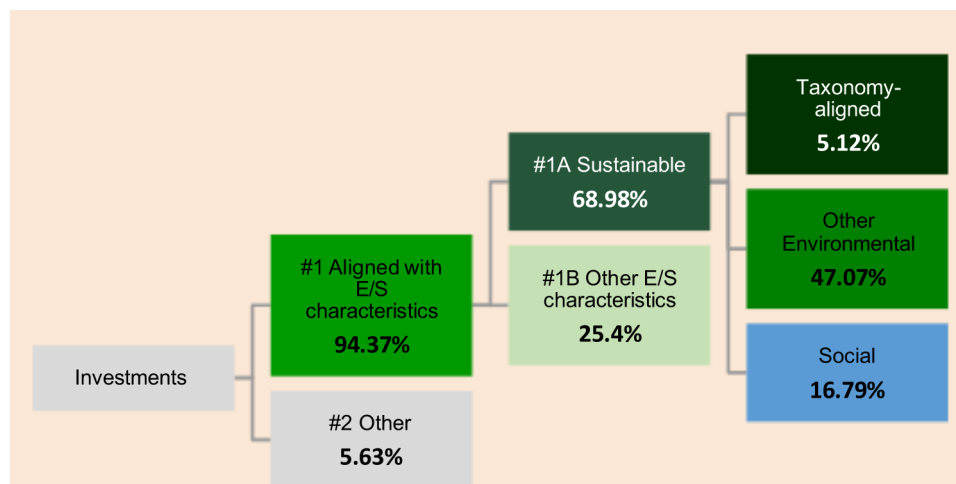 Investments
#1 Aligned with
E/S
characteristics
94.37%
#2 Other
5.63%
#1A Sustainable
68.98%
#1B Other E/S
characteristics
25.4%
Taxonomy-
aligned
5.12%
Other
Environmental
47.07%
Social
16.79%